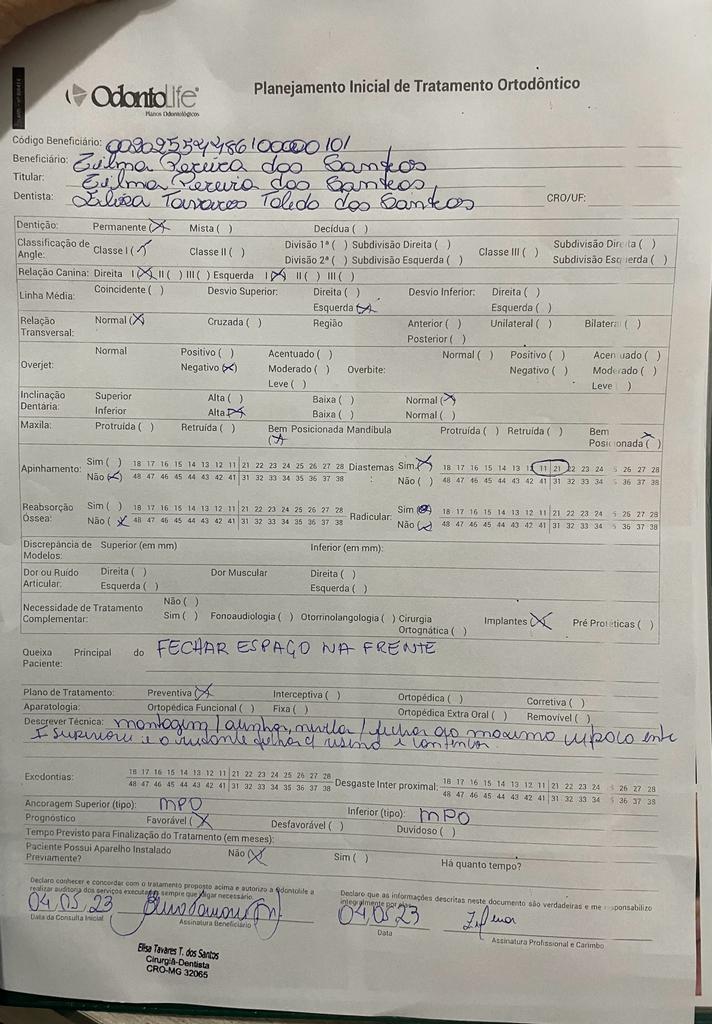 OdontoLife
Planos Odontológicos
Planejamento Inicial de Tratamento Ortodôntico
Código Beneficiário:
Beneficiário: Zilma Pereira dos Santos
Titular: Zilma Pereira dos Santos
Dentista: Elisa Tavares Toledo dos Santos CRO/UF:
Dentição: Permanente (X) Mista ( ) Decídua ( )
Classificação de Angle: Classe I ( ) Classe II ( ) Divisão 1ª ( ) Subdivisão Direita ( ) Classe III ( ) Subdivisão Direita ( )
Divisão 2ª ( ) Subdivisão Esquerda ( ) Subdivisão Esquerda ( )
Relação Canina: Direita I (X) II ( ) III ( ) Esquerda I (X) II ( ) III ( )
Linha Média: Coincidente ( ) Desvio Superior: Direita ( ) Desvio Inferior: Direita ( )
Esquerda (X) Esquerda ( )
Relação Transversal: Normal (X) Cruzada ( ) Região Anterior ( ) Unilateral ( ) Bilateral ( )
Posterior ( )
Overjet: Normal Positivo ( ) Acentuado ( ) Overbite: Normal ( ) Positivo ( ) Acentuado ( )
Negativo (X) Moderado ( ) Negativo ( ) Moderado ( )
Leve ( ) Leve ( )
Inclinação Dentária: Superior Alta ( ) Baixa ( ) Normal (X)
Inferior Alta (X) Baixa ( ) Normal ( )
Maxila: Protruída ( ) Retruída ( ) Bem Posicionada (X) Mandíbula Protruída ( ) Retruída ( ) Bem Posicionada (X)
Apinhamento: Sim ( ) 18 17 16 15 14 13 12 11 21 22 23 24 25 26 27 28 Diastemas : Sim (X) 18 17 16 15 14 13 12 11 21 22 23 24 26 27 28
Não (X) 48 47 46 45 44 43 42 41 31 32 33 34 35 36 37 38 Não ( ) 48 47 46 45 44 43 42 41 31 32 33 34 36 37 38
Reabsorção Óssea: Sim ( ) 18 17 16 15 14 13 12 11 21 22 23 24 25 26 27 28 Radicular: Sim 18 17 16 15 14 13 12 11 21 22 23 24 26 27 28
Não (X) 48 47 46 45 44 43 42 41 31 32 33 34 35 36 37 38 Não (X) 48 47 46 45 44 43 42 41 31 32 33 34 36 37 38
Discrepância de Modelos: Superior (em mm) Inferior (em mm):
Dor ou Ruído Articular: Direita ( ) Dor Muscular Direita ( )
Esquerda ( ) Esquerda ( )
Necessidade de Tratamento Complementar: Não ( )
Sim ( ) Fonoaudiologia ( ) Otorrinolangologia ( ) Cirurgia Ortognática ( ) Implantes (X) Pré Protéticas ( )
Queixa Principal do Paciente: FECHAR ESPAÇO NA FRENTE
Plano de Tratamento: Preventiva (X) Interceptiva ( ) Ortopédica ( ) Corretiva ( )
Aparatologia: Ortopédica Funcional ( ) Fixa ( ) Ortopédica Extra Oral ( ) Removível ( )
Descrever Técnica: montagem / alinhar, nivelar / fechar ao maximo espaço
Exodontias: 18 17 16 15 14 13 12 11 21 22 23 24 25 26 27 28 Desgaste Inter proximal: 18 17 16 15 14 13 12 11 21 22 23 24 26 27 28
48 47 46 45 44 43 42 41 31 32 33 34 35 36 37 38 48 47 46 45 44 43 42 41 31 32 33 34 36 37 38
Ancoragem Superior (tipo): MPO Inferior (tipo): MPO
Prognóstico Favorável (X) Desfavorável ( ) Duvidoso ( )
Tempo Previsto para Finalização do Tratamento (em meses):
Paciente Possui Aparelho Instalado Previamente? Não (X) Sim ( ) Há quanto tempo?
Declaro conhecer e concordar com o tratamento proposto acima e autorizo a Odontolife a realizar auditoria dos serviços executados sempre que julgar necessário.
Declaro que as informações descritas neste documento são verdadeiras e me responsabilizo integralmente por elas.
04.05.23 04.05.23
Data da Consulta Inicial Assinatura Beneficiário Data Assinatura Profissional e Carimbo
Elisa Tavares T. dos Santos
Cirurgiã-Dentista
CRO-MG 32065